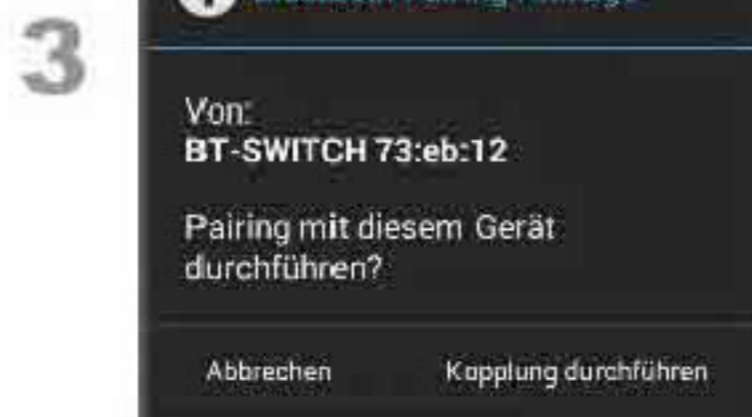 3
Von:
BT-SWITCH 73:eb:12
Pairing mit diesem Gerät
durchführen?
Abbrechen Kopplung durchführen